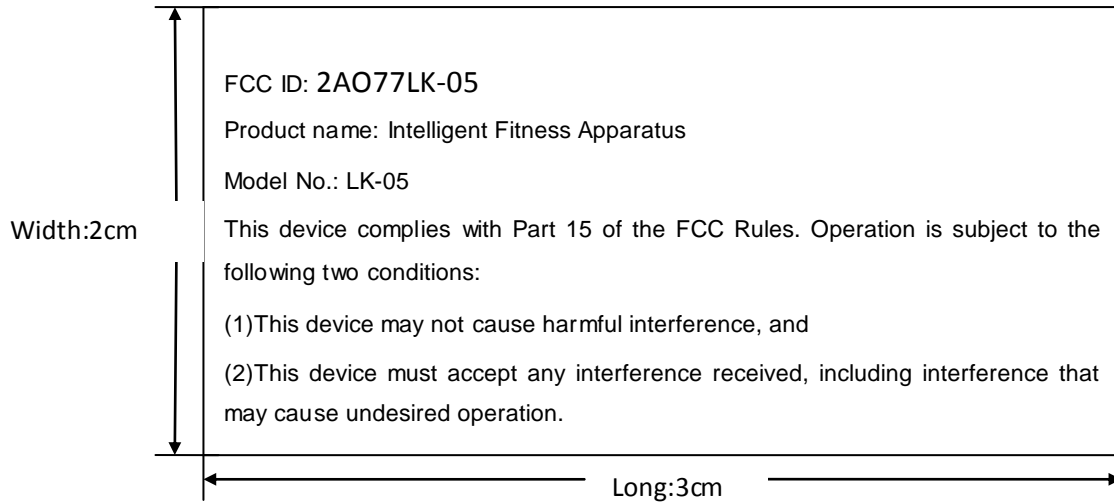 FCC ID: 2AO77LK-05
Product name: Intelligent Fitness Apparatus
Model No.: LK-05
Width:2cm
This device complies with Part 15 of the FCC Rules. Operation is subject to the
following two conditions:
(1)This device may not cause harmful interference, and
(2)This device must accept any interference received, including interference that
may cause undesired operation.
Long:3cm